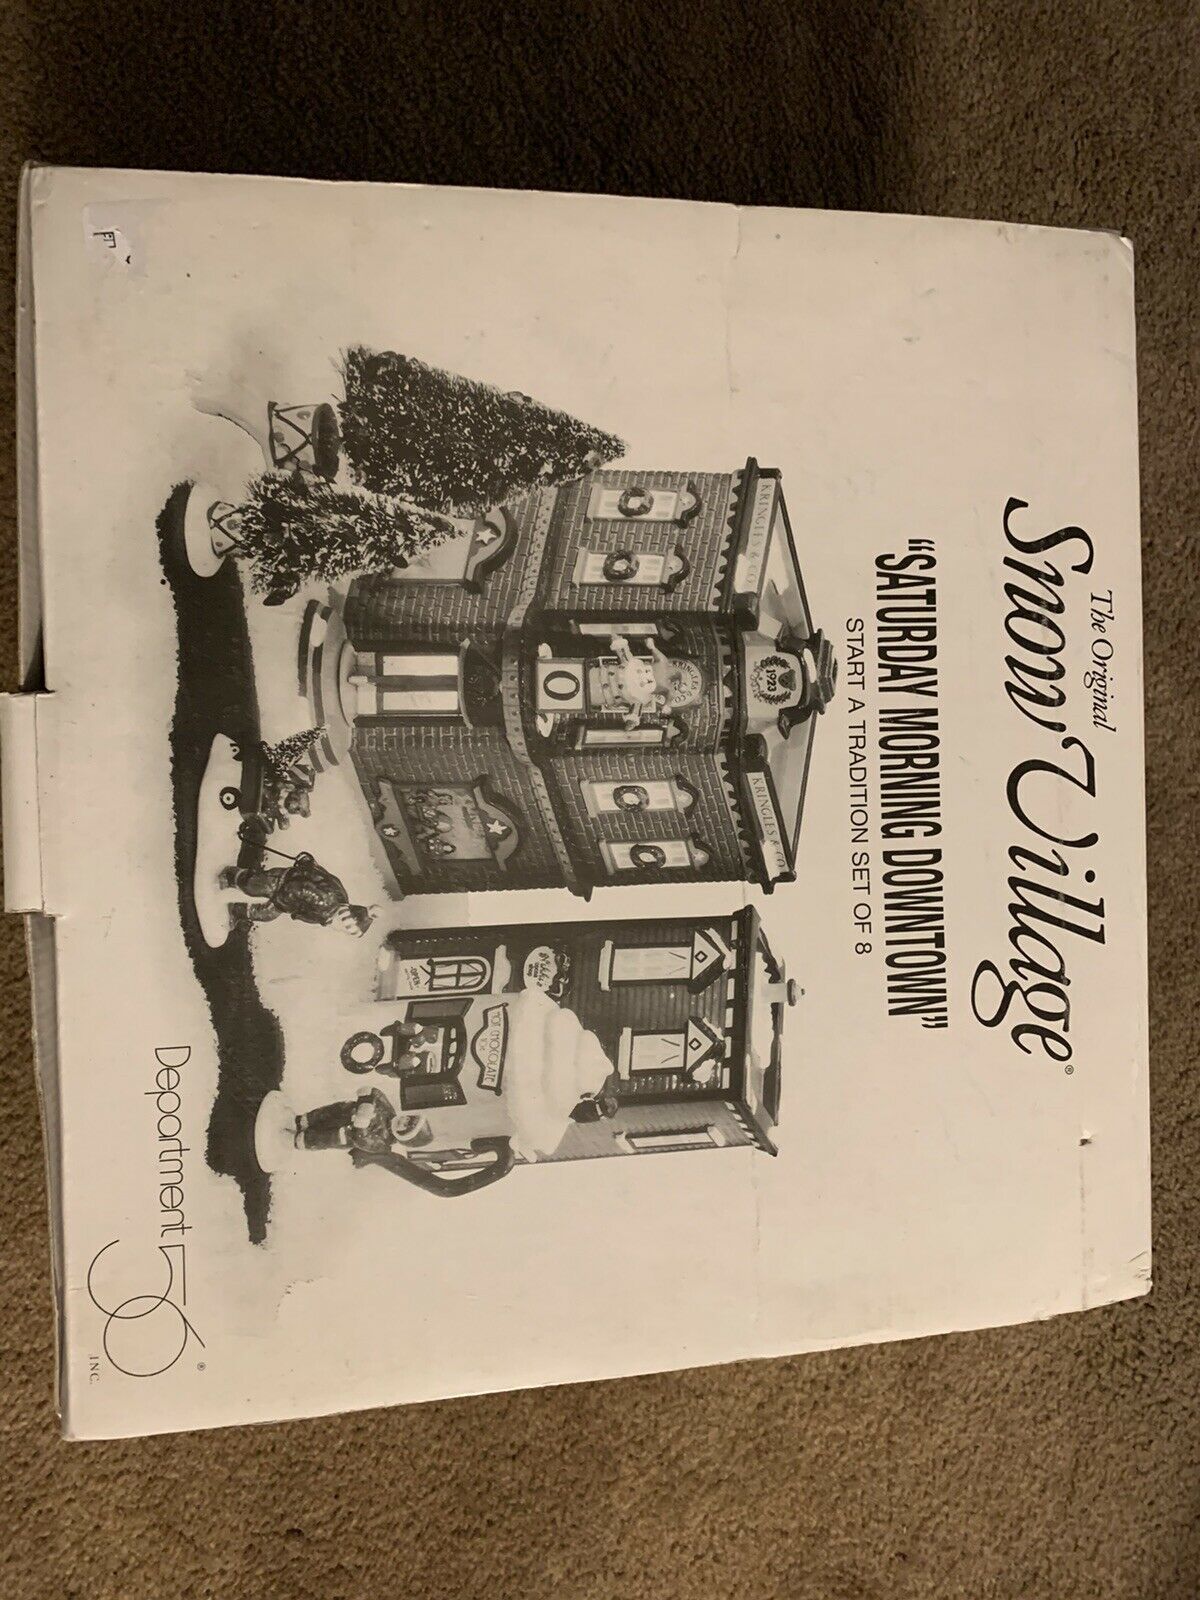 The Original
Snow Village®
"SATURDAY MORNING DOWNTOWN"
START A TRADITION SET OF 8
KRINGLES & CO.
1923
KRINGLES & CO.
KRINGLES
& CO
OPEN
HOT CHOCOLATE
Department 56®
INC.